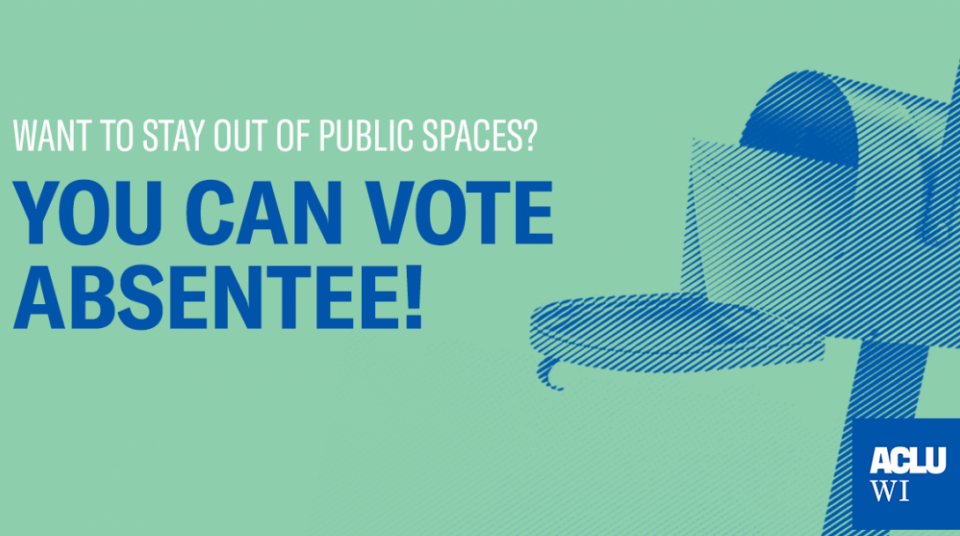 WANT TO STAY OUT OF PUBLIC SPACES?
YOU CAN VOTE
ABSENTEE!
ACLU
WI